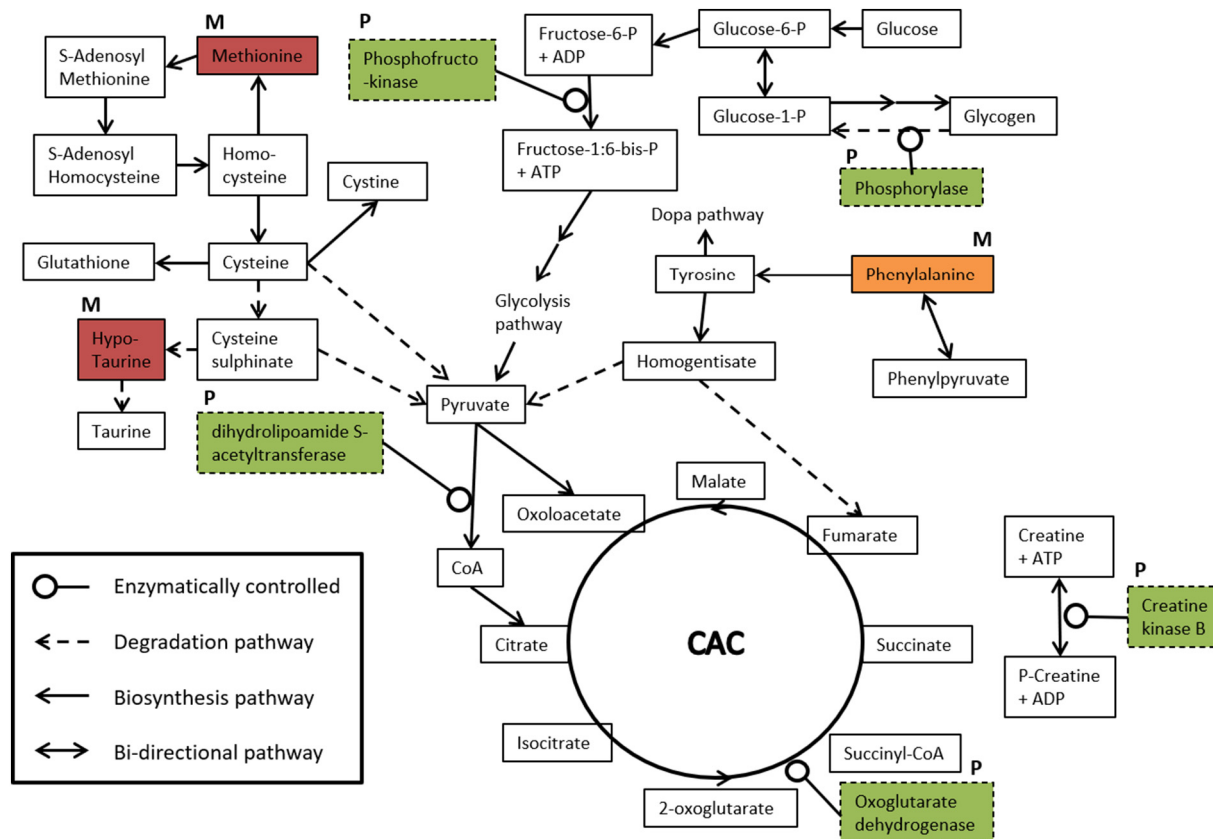 M
S-Adenosyl
Methionine
Methionine
S-Adenosyl
Homocysteine
Homo-
cysteine
Cystine
Glutathione
Cysteine
M
Hypo-
Taurine
Cysteine
sulphinate
Taurine
P
dihydrolipoamide S-
acetyltransferase
P
Phosphofructo
-kinase
Fructose-6-P
+ ADP
Glucose-6-P
Glucose
Glucose-1-P
Glycogen
P
Phosphorylase
Fructose-1:6-bis-P
+ ATP
Glycolysis
pathway
Dopa pathway
Tyrosine
M
Phenylalanine
Homogentisate
Phenylpyruvate
Pyruvate
Oxoloacetate
Malate
Fumarate
CoA
Citrate
CAC
Succinate
Isocitrate
2-oxoglutarate
Succinyl-CoA
P
Oxoglutarate
dehydrogenase
Creatine
+ ATP
P
Creatine
kinase B
P-Creatine
+ ADP
Enzymatically controlled
Degradation pathway
Biosynthesis pathway
Bi-directional pathway